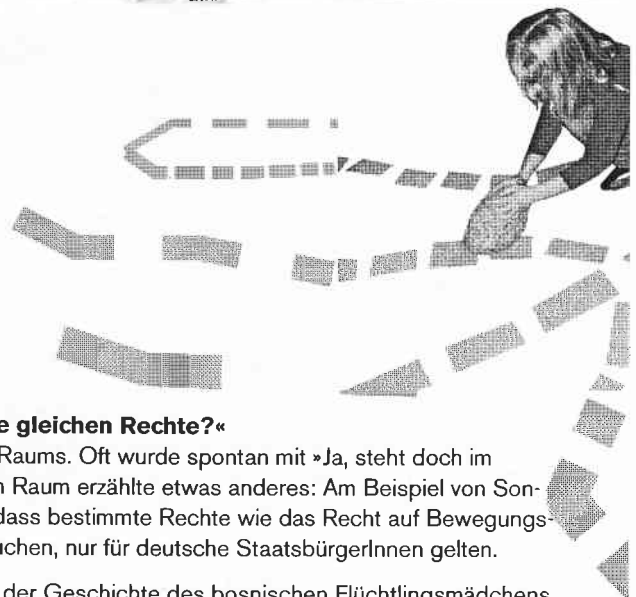 e gleichen Rechte?«
Raums. Oft wurde spontan mit »Ja, steht doch im
Raum erzählte etwas anderes: Am Beispiel von Son-
dass bestimmte Rechte wie das Recht auf Bewegungs-
uchen, nur für deutsche StaatsbürgerInnen gelten.
der Geschichte des bosnischen Flüchtlingsmädchens